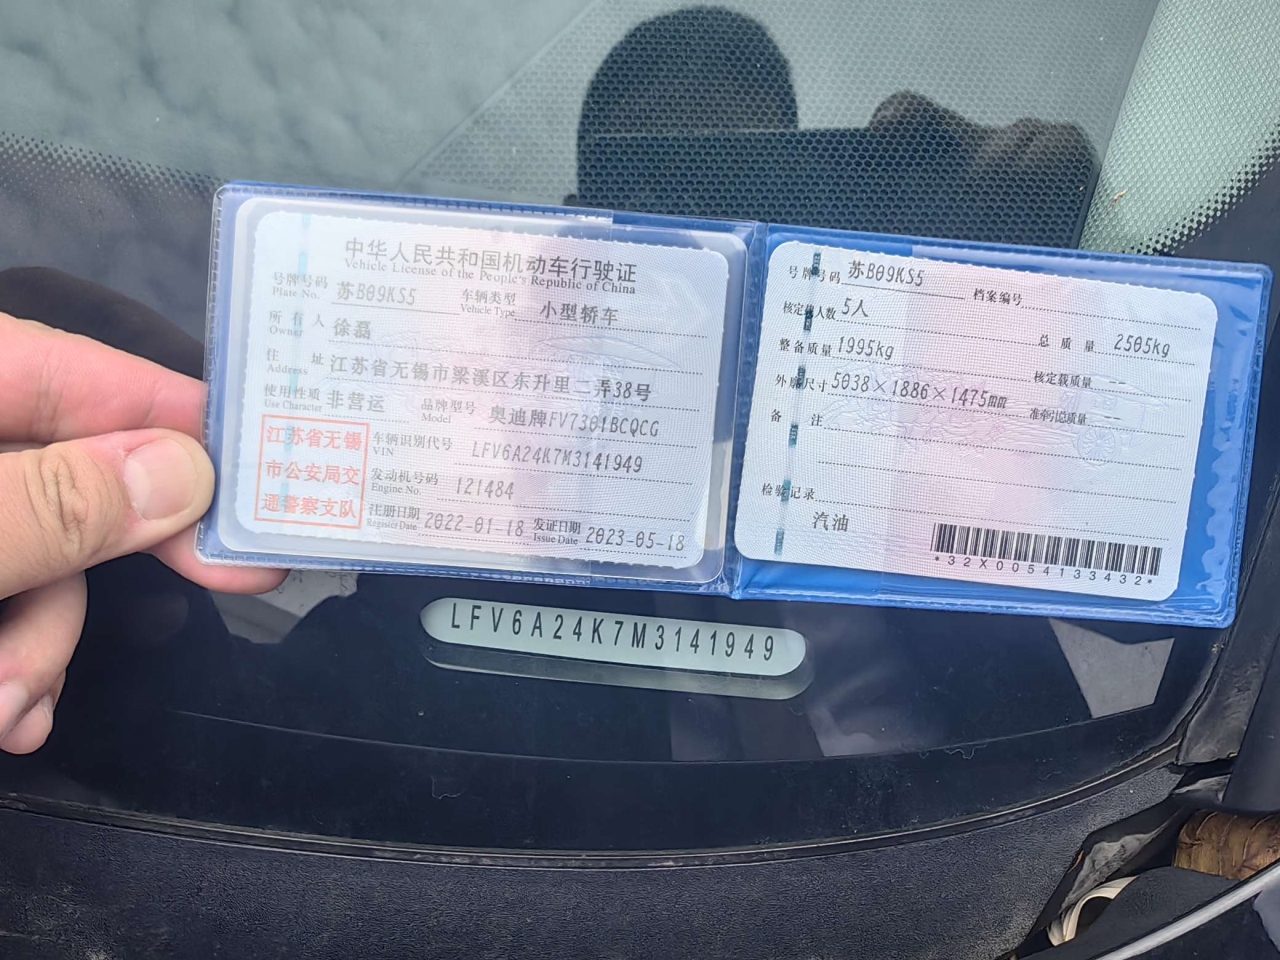 中华人民共和国机动车行驶证
Vehicle License of the People's Republic of China
号牌号码 苏B09KS5 车辆类型 小型轿车
Plate No. Vehicle Type
所有人 徐磊
Owner
住址 江苏省无锡市梁溪区东升里二弄38号
Address
使用性质 非营运 品牌型号 奥迪牌FV7301BCQCG
Use Character Model
江苏省无锡
市公安局交
通警察支队
车辆识别代号 LFV6A24K7M3141949
VIN
发动机号码 121484
Engine No.
注册日期 2022-01-18 发证日期 2023-05-18
Register Date Issue Date
号牌号码 苏B09KS5 档案编号
核定载人数 5人 总质量 2505kg
整备质量 1995kg 核定载质量 --
外廓尺寸 5038×1886×1475mm 准牵引总质量 --
备注
检验记录
汽油
*32X0054133432*
LFV6A24K7M3141949